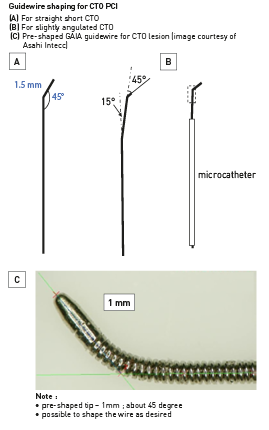 Guidewire shaping for CTO PCI
(A) For straight short CTO
(B) For slightly angulated CTO
(C) Pre-shaped GAIA guidewire for CTO lesion (image courtesy of
Asahi Intecc)
A
B
1.5 mm
45°
45°
15°
microcatheter
C
1 mm
Note :
• pre-shaped tip – 1mm ; about 45 degree
• possible to shape the wire as desired